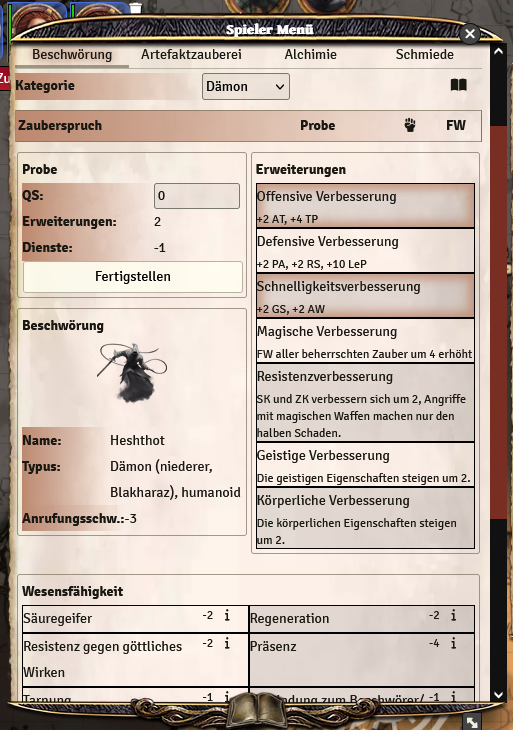 Spieler Menü
Zu
Beschwörung Artefaktzauberei Alchimie Schmiede
Kategorie Dämon
Zauberspruch Probe FW
Probe
QS: 0
Erweiterungen: 2
Dienste: -1
Fertigstellen
Beschwörung
Name: Heshthot
Typus: Dämon (niederer,
Blakharaz), humanoid
Anrufungsschw.:-3
Erweiterungen
Offensive Verbesserung
+2 AT, +4 TP
Defensive Verbesserung
+2 PA, +2 RS, +10 LeP
Schnelligkeitsverbesserung
+2 GS, +2 AW
Magische Verbesserung
FW aller beherrschten Zauber um 4 erhöht
Resistenzverbesserung
SK und ZK verbessern sich um 2, Angriffe
mit magischen Waffen machen nur den
halben Schaden.
Geistige Verbesserung
Die geistigen Eigenschaften steigen um 2.
Körperliche Verbesserung
Die körperlichen Eigenschaften steigen
um 2.
Wesensfähigkeit
Säuregeifer -2 i
Regeneration -2 i
Resistenz gegen göttliches -2 i
Wirken
Präsenz -4 i
Tarnung -1 i
zum Beschwörer/ -1 i